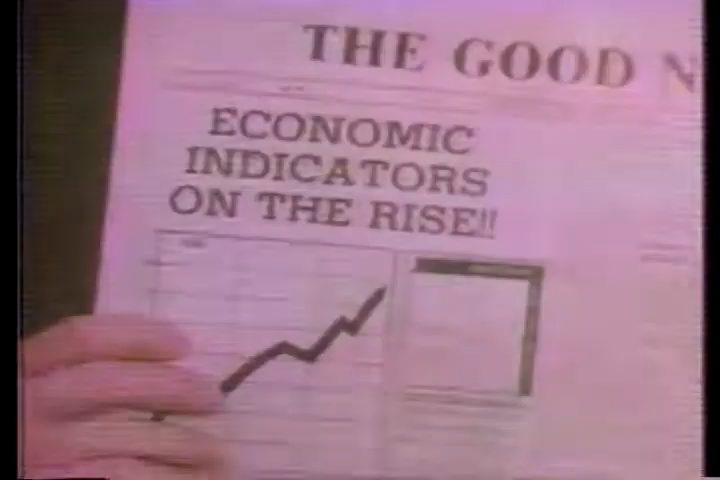 THE GOOD N
ECONOMIC
INDICATORS
ON THE RISE!!